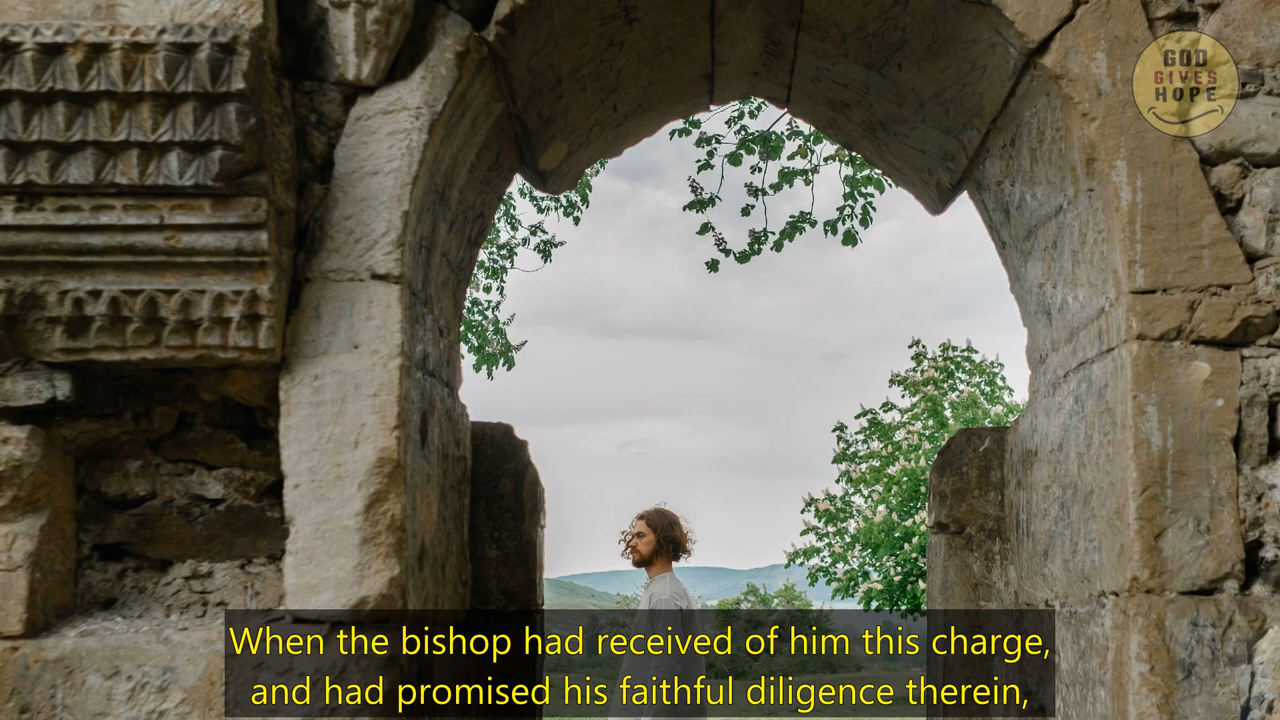 GOD
GIVES
HOPE
When the bishop had received of him this charge,
and had promised his faithful diligence therein,